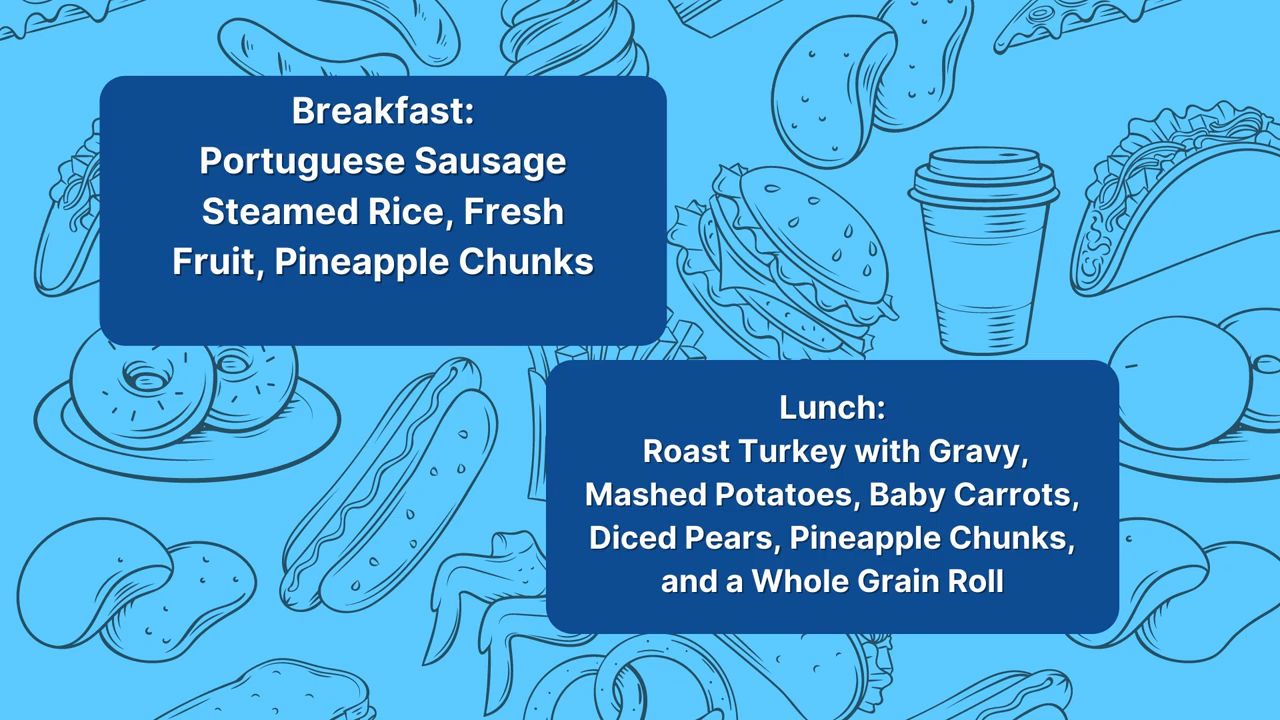 Breakfast:
Portuguese Sausage
Steamed Rice, Fresh
Fruit, Pineapple Chunks
Lunch:
Roast Turkey with Gravy,
Mashed Potatoes, Baby Carrots,
Diced Pears, Pineapple Chunks,
and a Whole Grain Roll